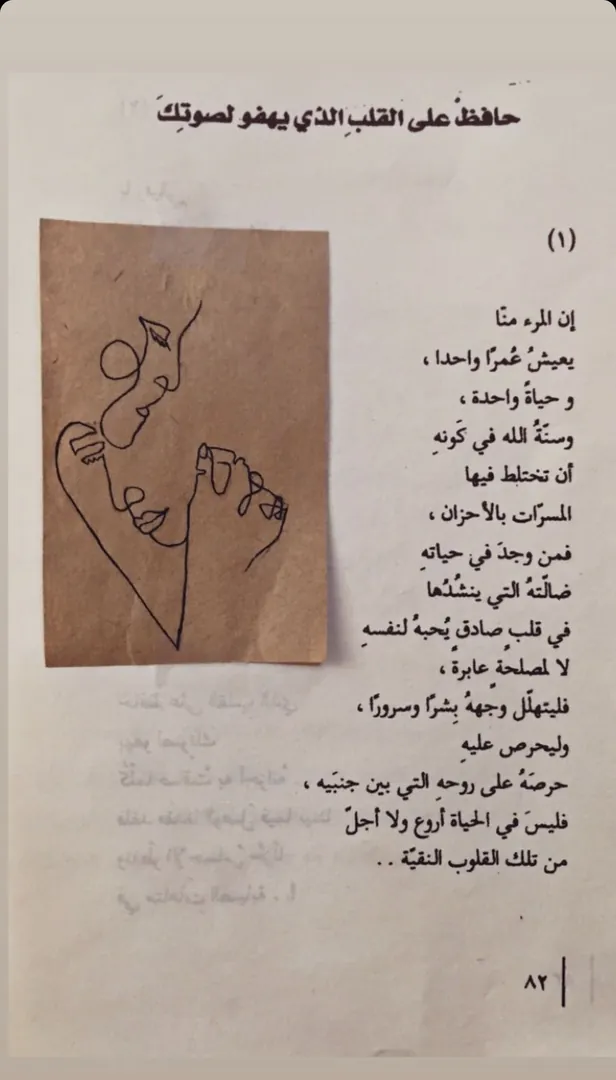 حافظْ على القلبِ الذي يهفو لصوتِكَ
(١)
إن المرء منّا
يعيشُ عُمرًا واحدا ،
و حياةً واحدة ،
وسنّةُ الله في كَونهِ
أن تختلط فيها
المسرّات بالأحزان ،
فمن وجدَ في حياتهِ
ضالّتهُ التي ينشُدُها
في قلبٍ صادقٍ يُحبهُ لنفسهِ
لا لمصلحةٍ عابرةٍ ،
فليتهلّل وجههُ بِشرًا وسرورًا ،
وليحرص عليهِ
حرصَهُ على روحهِ التي بين جنبَيه ،
فليسَ في الحياة أروع ولا أجلّ
من تلك القلوب النقيّة ..
٨٢